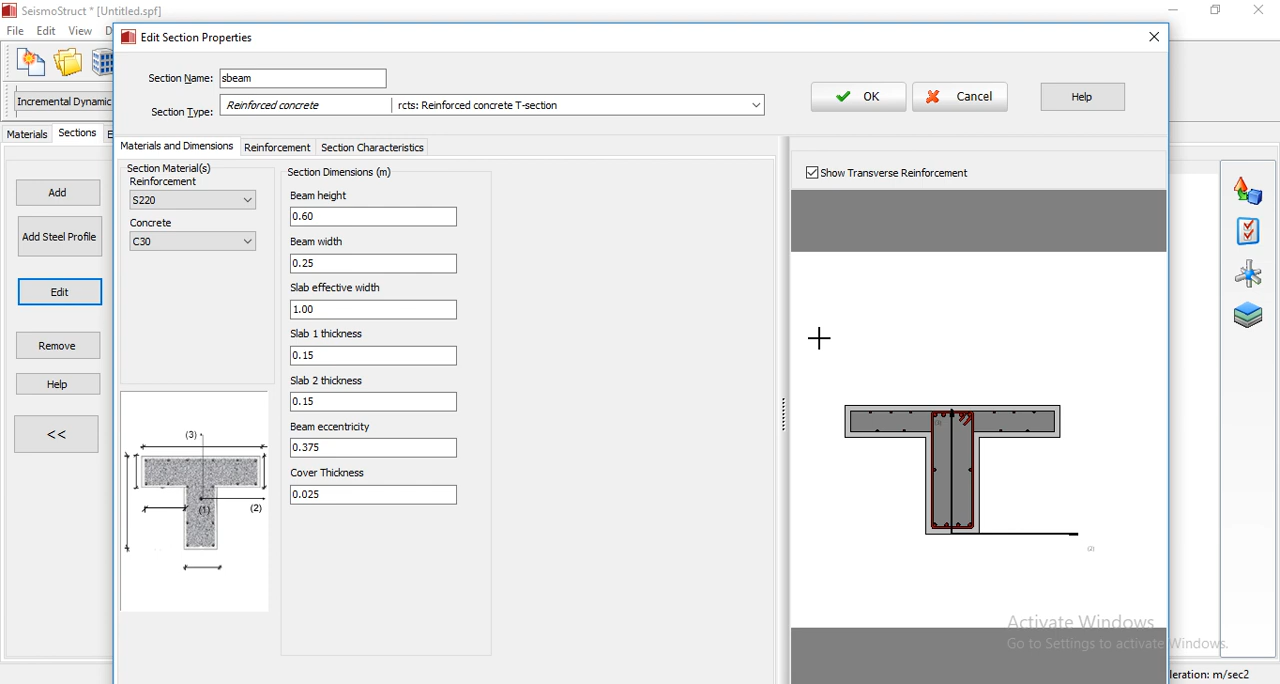 SeismoStruct * [Untitled.spf]
File Edit View D
Edit Section Properties
Section Name: sbeam
Section Type: Reinforced concrete rcts: Reinforced concrete T-section
OK Cancel Help
Incremental Dynamic
Materials Sections E
Materials and Dimensions Reinforcement Section Characteristics
Section Material(s)
Reinforcement
S220
Concrete
C30
Section Dimensions (m)
Beam height
0.60
Beam width
0.25
Slab effective width
1.00
Slab 1 thickness
0.15
Slab 2 thickness
0.15
Beam eccentricity
0.375
Cover Thickness
0.025
Show Transverse Reinforcement
Add
Add Steel Profile
Edit
Remove
Help
<<
(3)
(1)
(2)
(3)
(2)
Activate Windows
Go to Settings to activate Windows.
leration: m/sec2